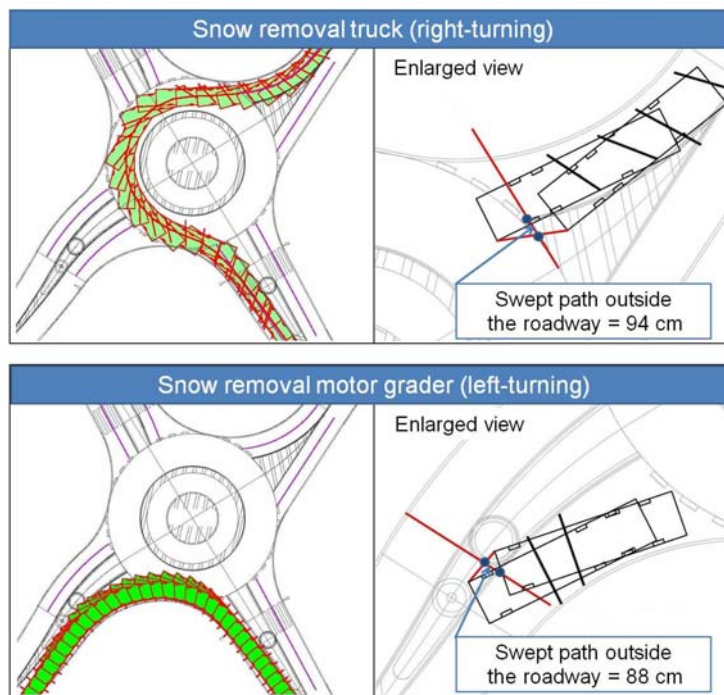 Snow removal truck (right-turning)
Enlarged view
Swept path outside
the roadway = 94 cm
Snow removal motor grader (left-turning)
Enlarged view
Swept path outside
the roadway = 88 cm